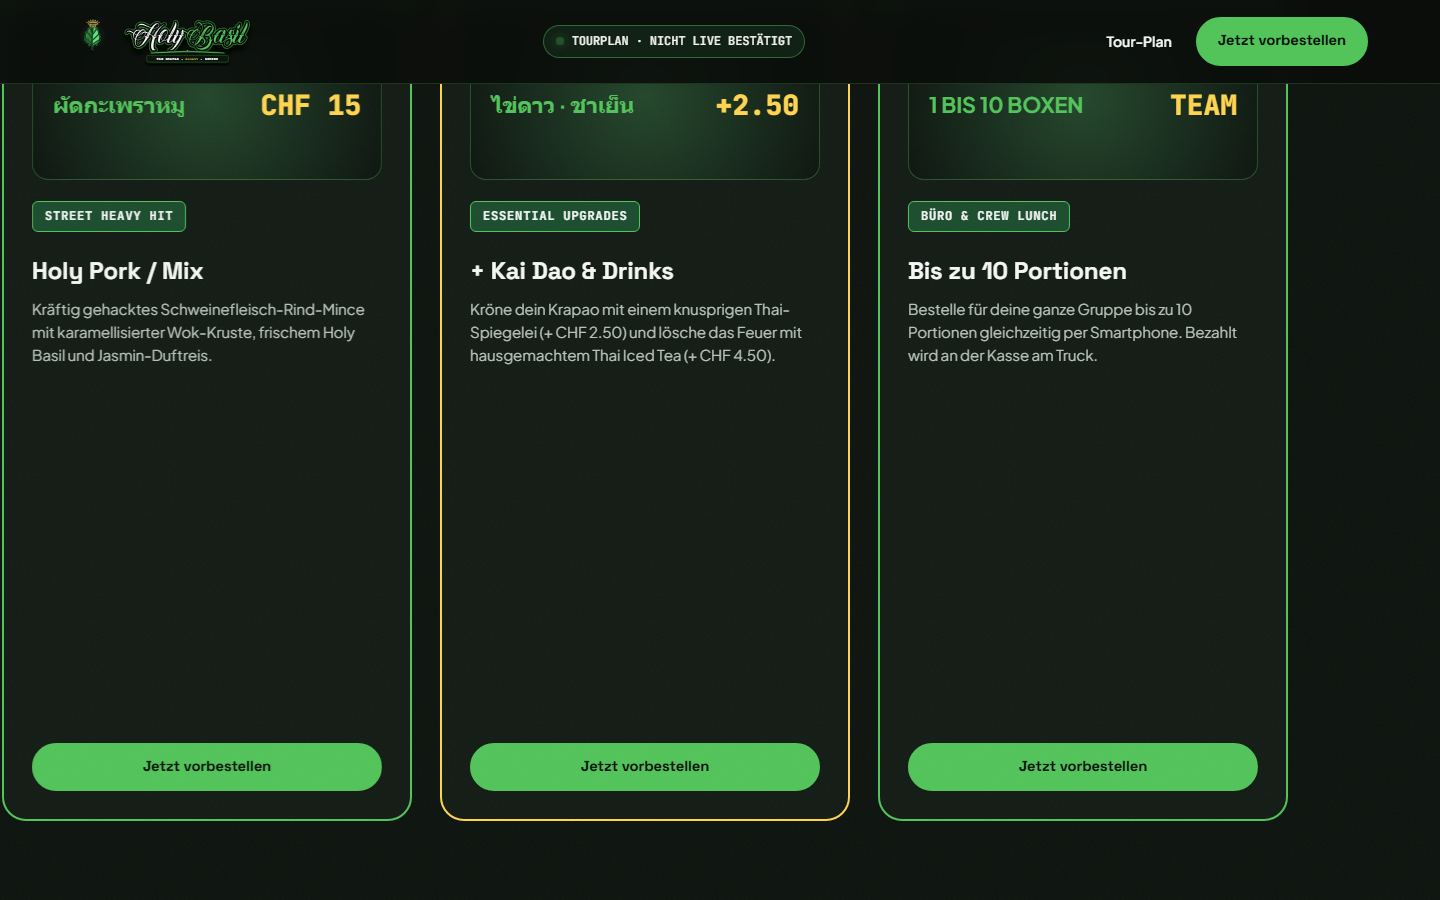 Holy Basil
TOURPLAN · NICHT LIVE BESTÄTIGT
Tour-Plan
Jetzt vorbestellen
ผัดกะเพราหมู
CHF 15
STREET HEAVY HIT
Holy Pork / Mix
Kräftig gehacktes Schweinefleisch-Rind-Mince
mit karamellisierter Wok-Kruste, frischem Holy
Basil und Jasmin-Duftreis.
Jetzt vorbestellen
ไข่ดาว · ชาเย็น
+2.50
ESSENTIAL UPGRADES
+ Kai Dao & Drinks
Kröne dein Krapao mit einem knusprigen Thai-
Spiegelei (+ CHF 2.50) und lösche das Feuer mit
hausgemachtem Thai Iced Tea (+ CHF 4.50).
Jetzt vorbestellen
1 BIS 10 BOXEN
TEAM
BÜRO & CREW LUNCH
Bis zu 10 Portionen
Bestelle für deine ganze Gruppe bis zu 10
Portionen gleichzeitig per Smartphone. Bezahlt
wird an der Kasse am Truck.
Jetzt vorbestellen